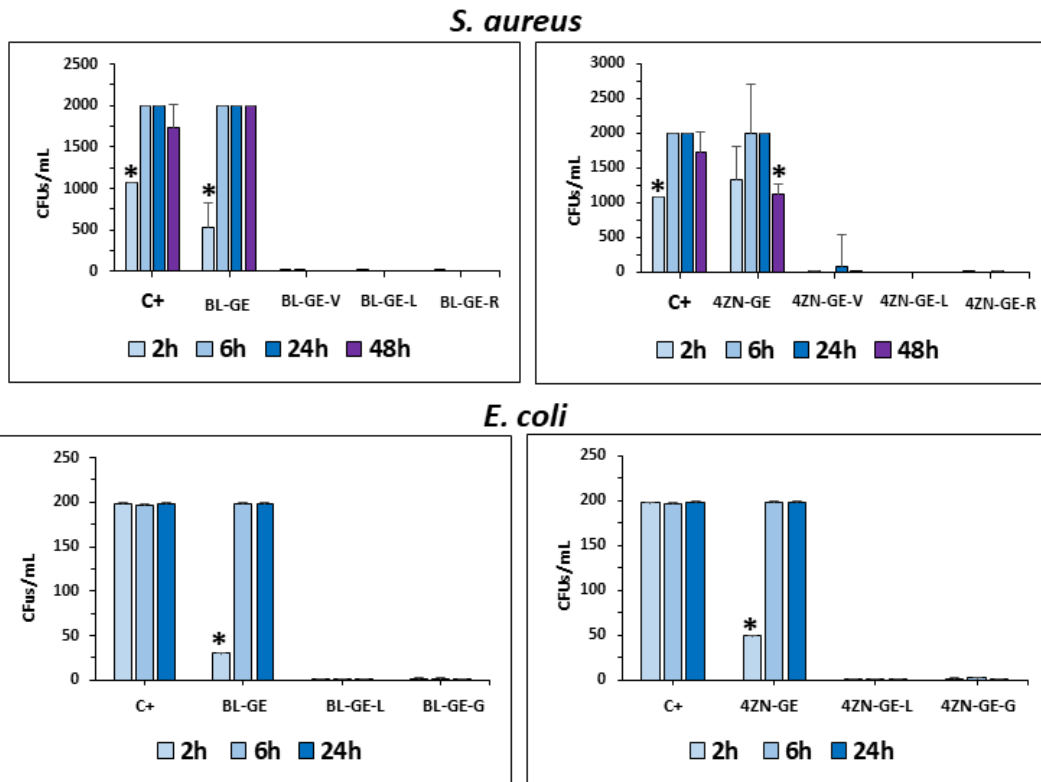 S. aureus
2500
2000
1500
1000
500
0
CFUs/mL
*
*
C+ BL-GE BL-GE-V BL-GE-L BL-GE-R
2h 6h 24h 48h
3000
2500
2000
1500
1000
500
0
CFUs/mL
*
*
C+ 4ZN-GE 4ZN-GE-V 4ZN-GE-L 4ZN-GE-R
2h 6h 24h 48h
E. coli
250
200
150
100
50
0
CFus/mL
*
C+ BL-GE BL-GE-L BL-GE-G
2h 6h 24h
250
200
150
100
50
0
CFUs/mL
*
C+ 4ZN-GE 4ZN-GE-L 4ZN-GE-G
2h 6h 24h